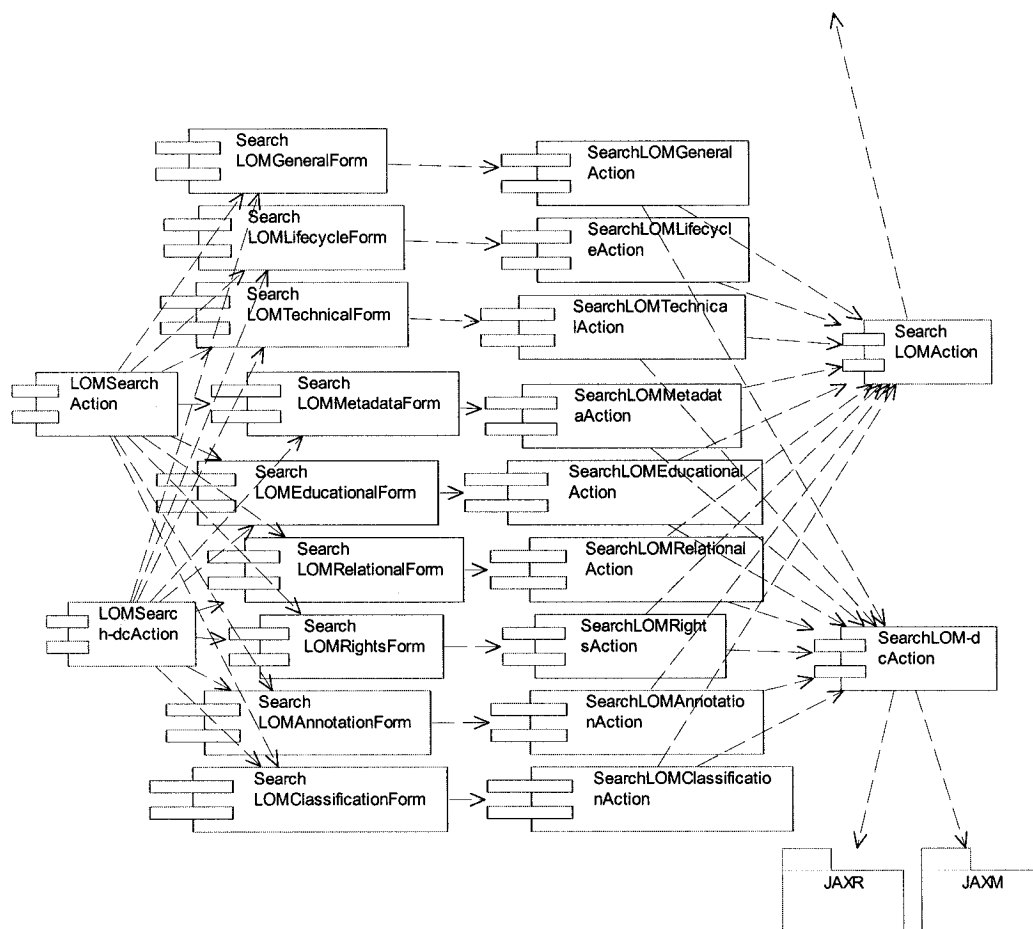 Search
LOMGeneralForm
SearchLOMGeneral
Action
Search
LOMLifecycleForm
SearchLOMLifecycl
eAction
Search
LOMTechnicalForm
SearchLOMTechnica
lAction
Search
LOMAction
LOMSearch
Action
Search
LOMMetadataForm
SearchLOMMetadat
aAction
Search
LOMEducationalForm
SearchLOMEducational
Action
Search
LOMRelationalForm
SearchLOMRelational
Action
LOMSearc
h-dcAction
Search
LOMRightsForm
SearchLOMRight
sAction
SearchLOM-d
cAction
Search
LOMAnnotationForm
SearchLOMAnnotatio
nAction
Search
LOMClassificationForm
SearchLOMClassificatio
nAction
JAXR
JAXM